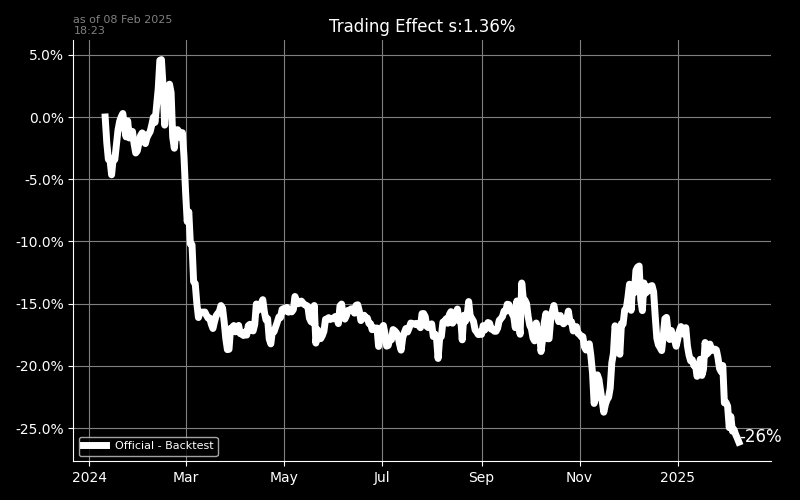 as of 08 Feb 2025
18:23
Trading Effect s:1.36%
5.0%
0.0%
-5.0%
-10.0%
-15.0%
-20.0%
-25.0%
-26%
Official - Backtest
2024 Mar May Jul Sep Nov 2025